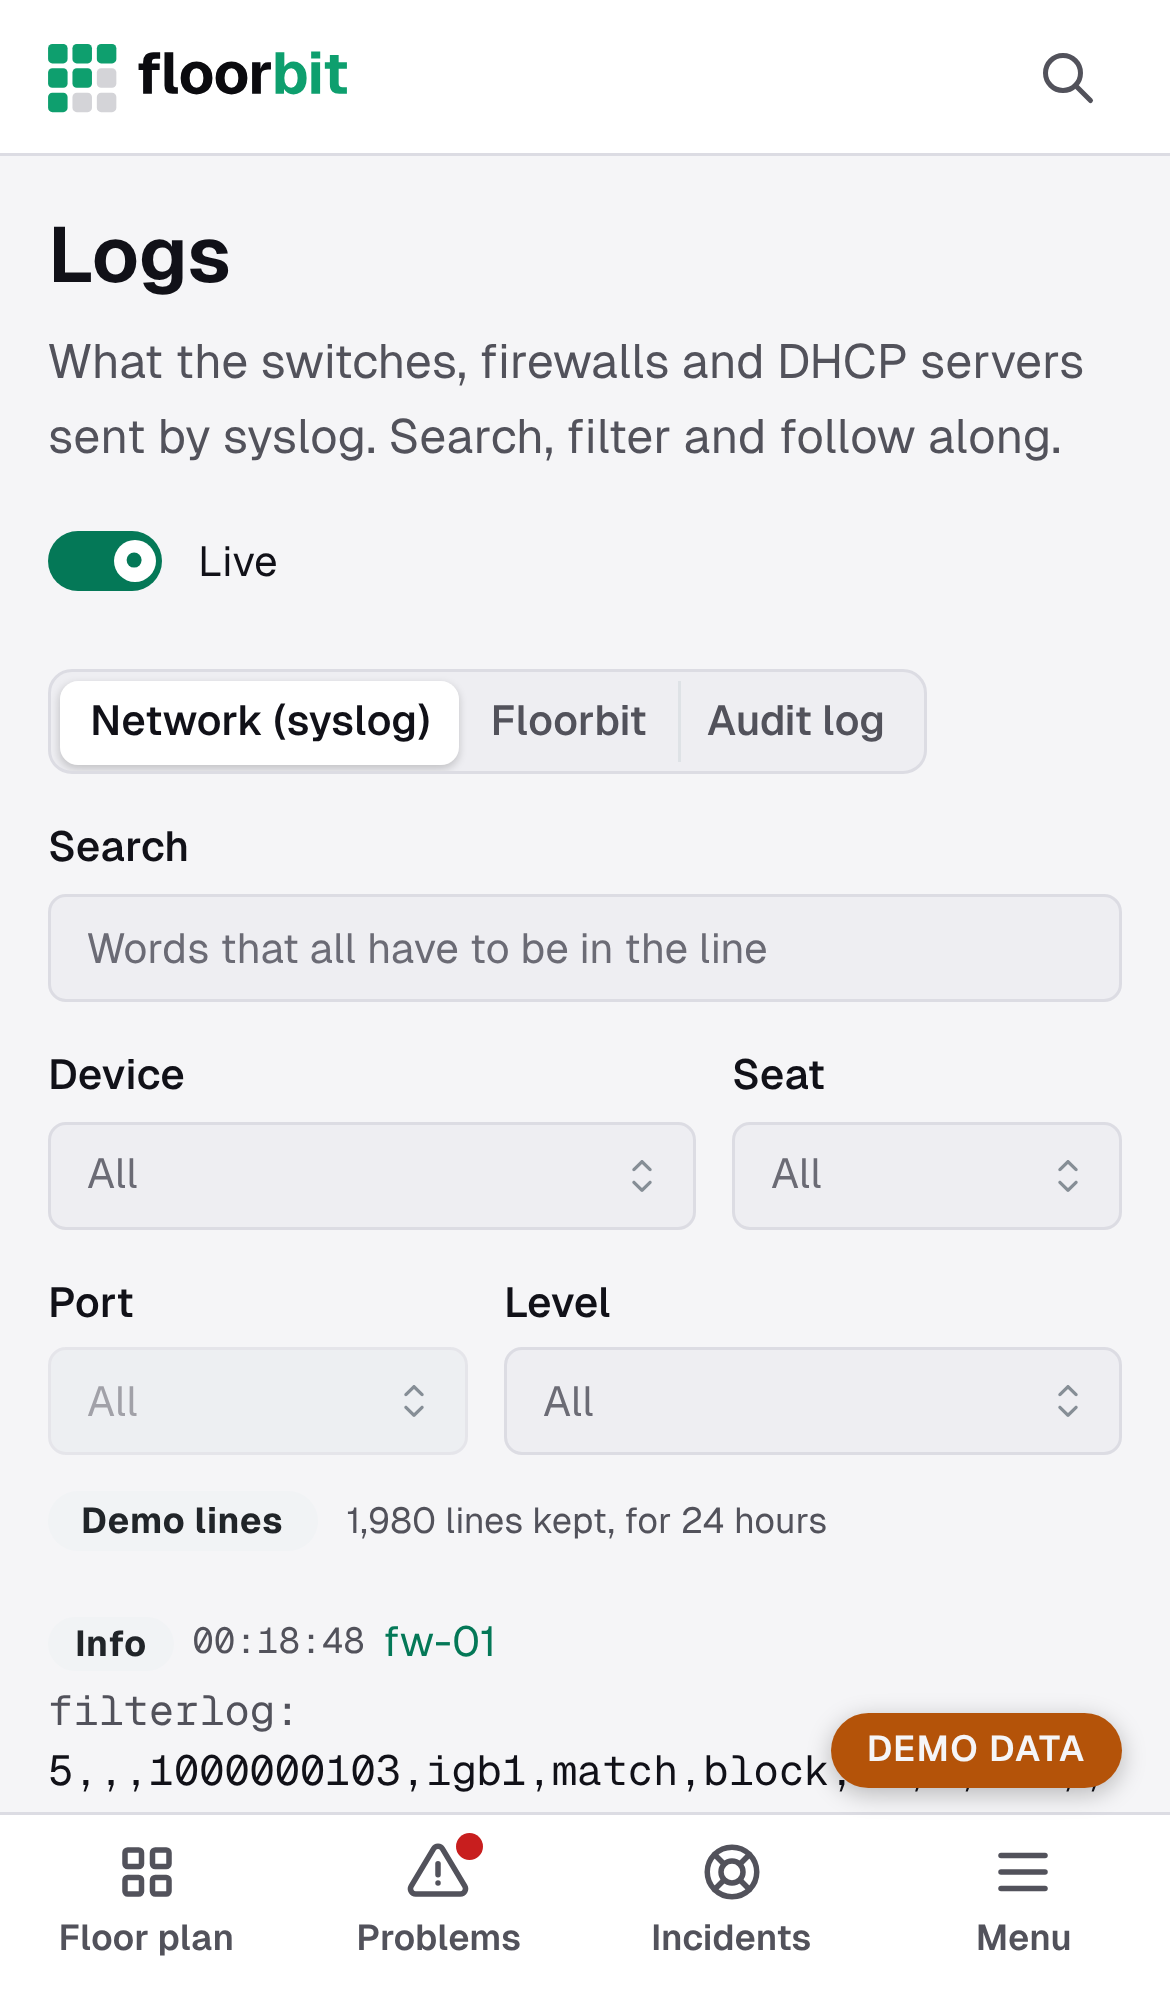 floorbit
Logs
What the switches, firewalls and DHCP servers
sent by syslog. Search, filter and follow along.
Live
Network (syslog) Floorbit Audit log
Search
Words that all have to be in the line
Device Seat
All All
Port Level
All All
Demo lines 1,980 lines kept, for 24 hours
Info 00:18:48 fw-01
filterlog:
5,,,1000000103,igb1,match,block,
DEMO DATA
Floor plan Problems Incidents Menu